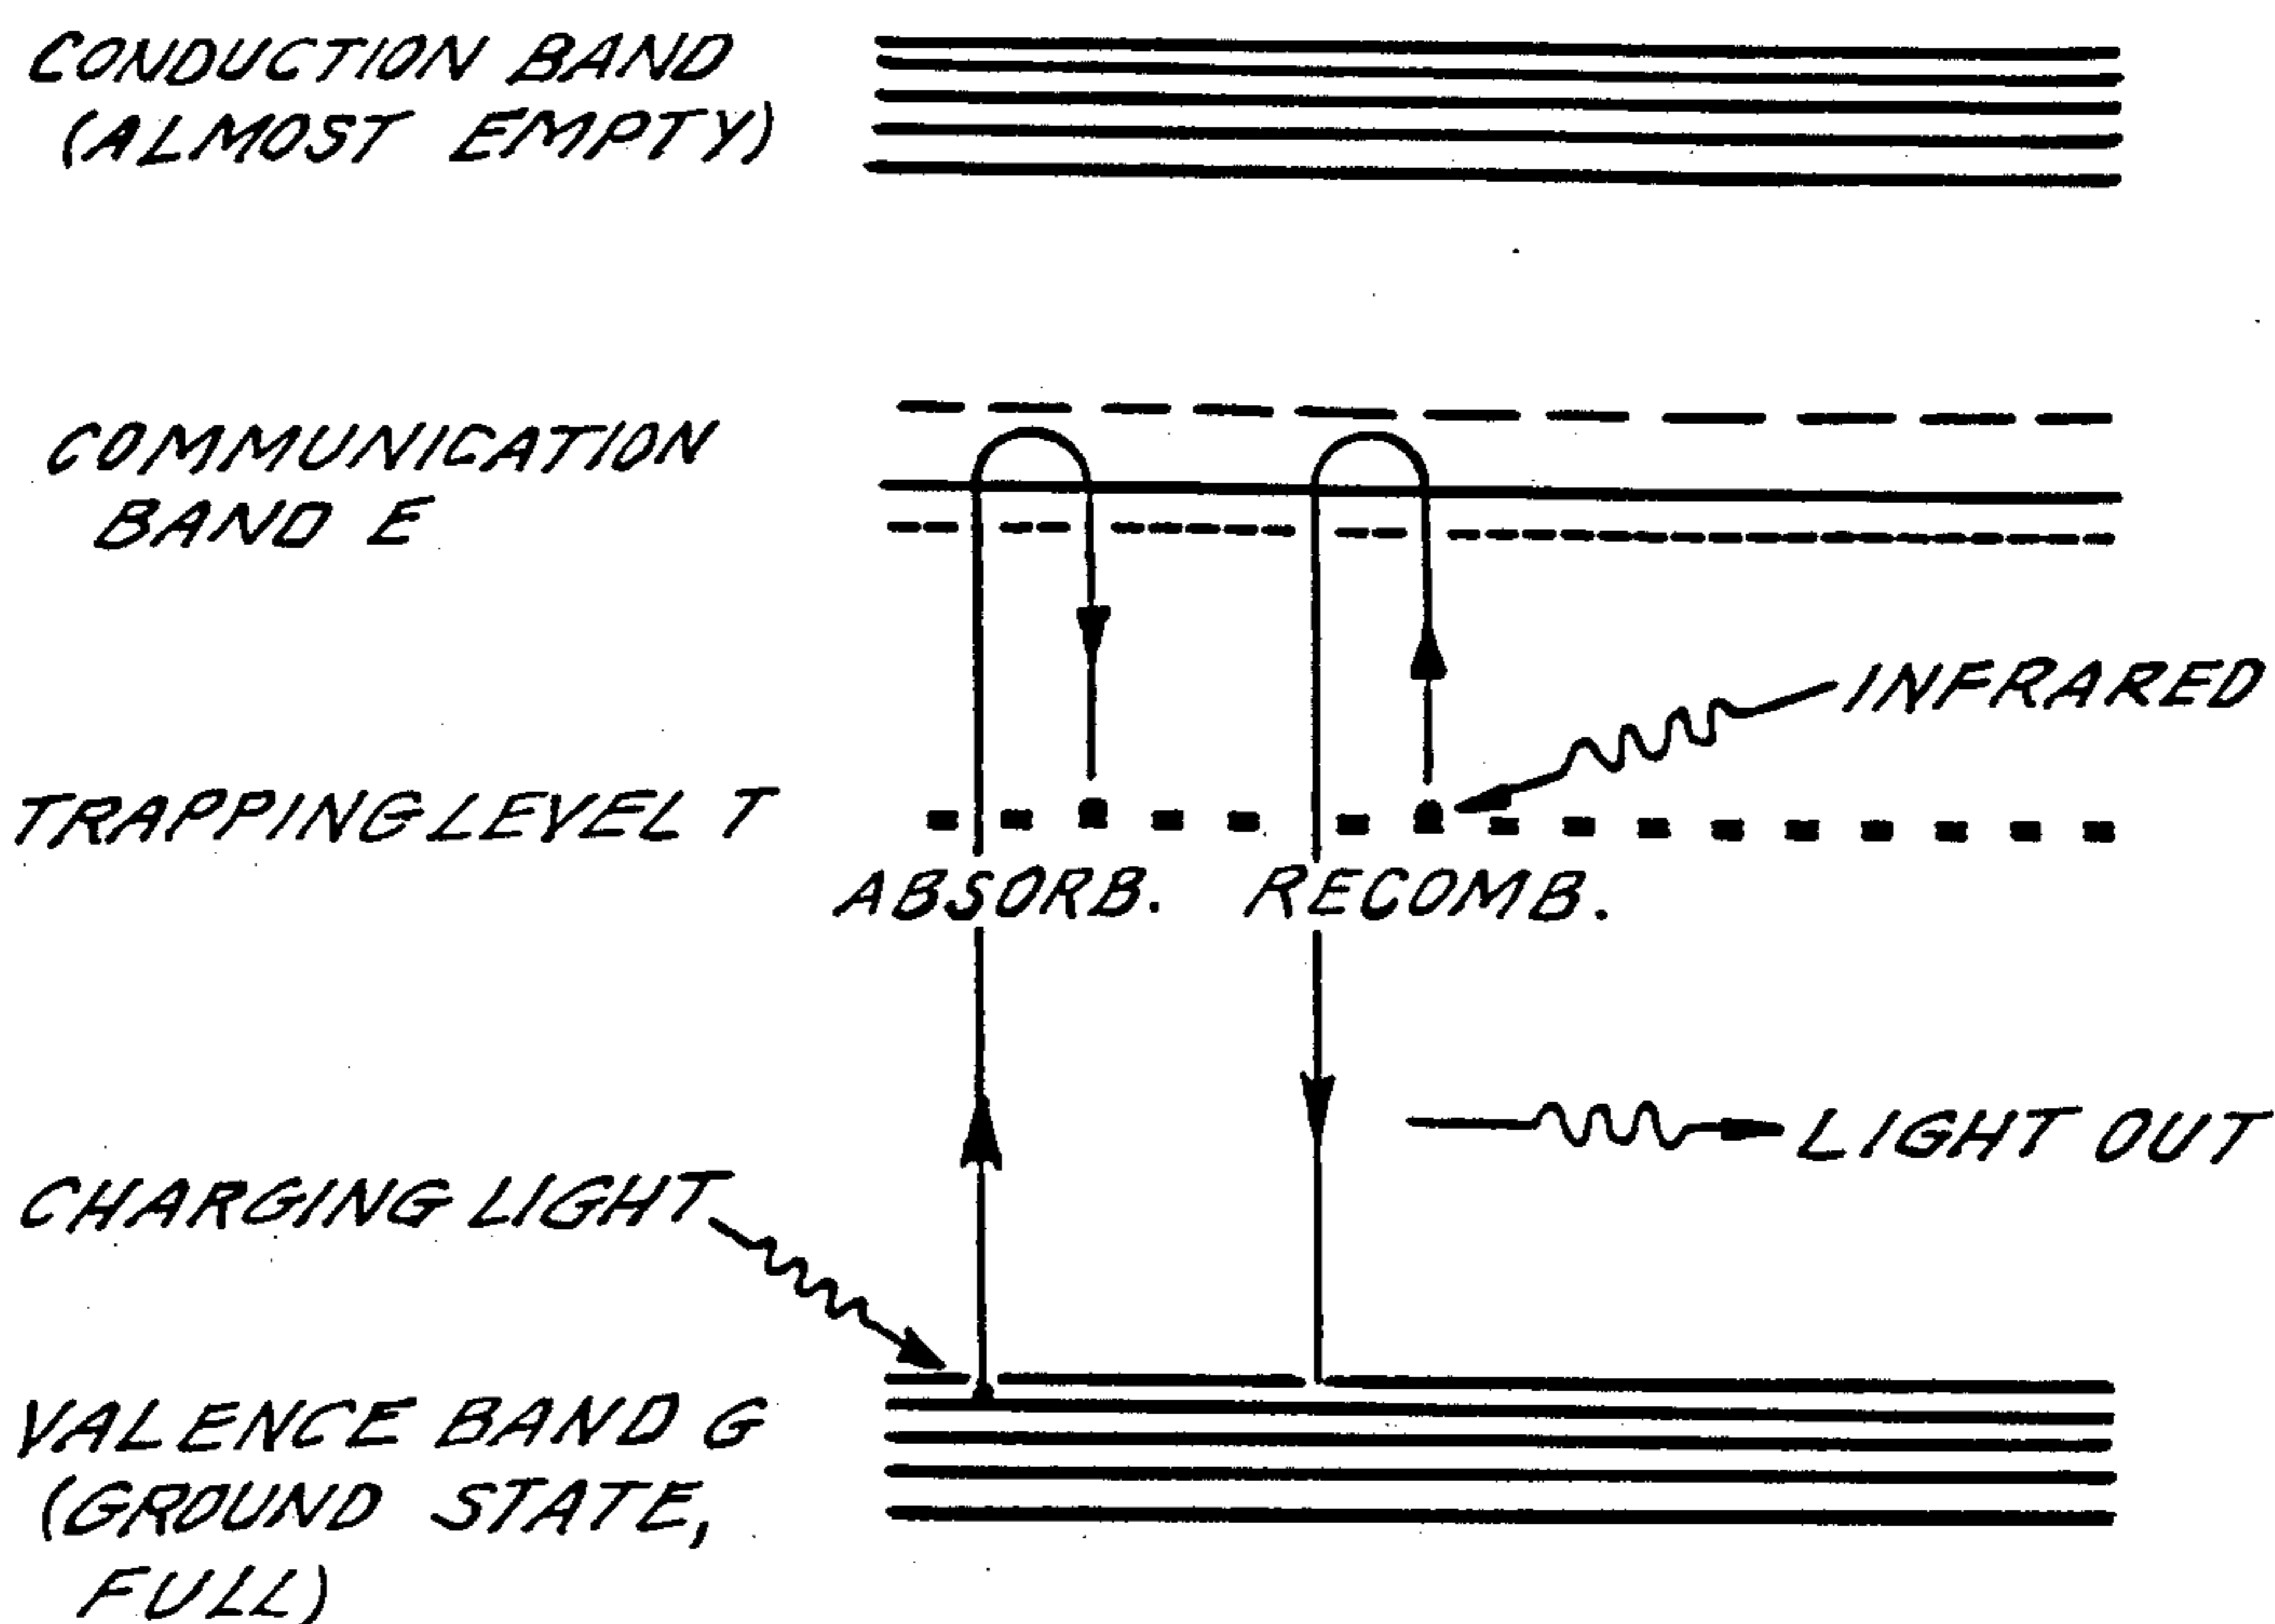 CONDUCTION BAND
(ALMOST EMPTY)
COMMUNICATION
BAND E
INFRARED
TRAPPING LEVEL T
ABSORB. RECOMB.
LIGHT OUT
CHARGING LIGHT
VALENCE BAND G
(GROUND STATE,
FULL)